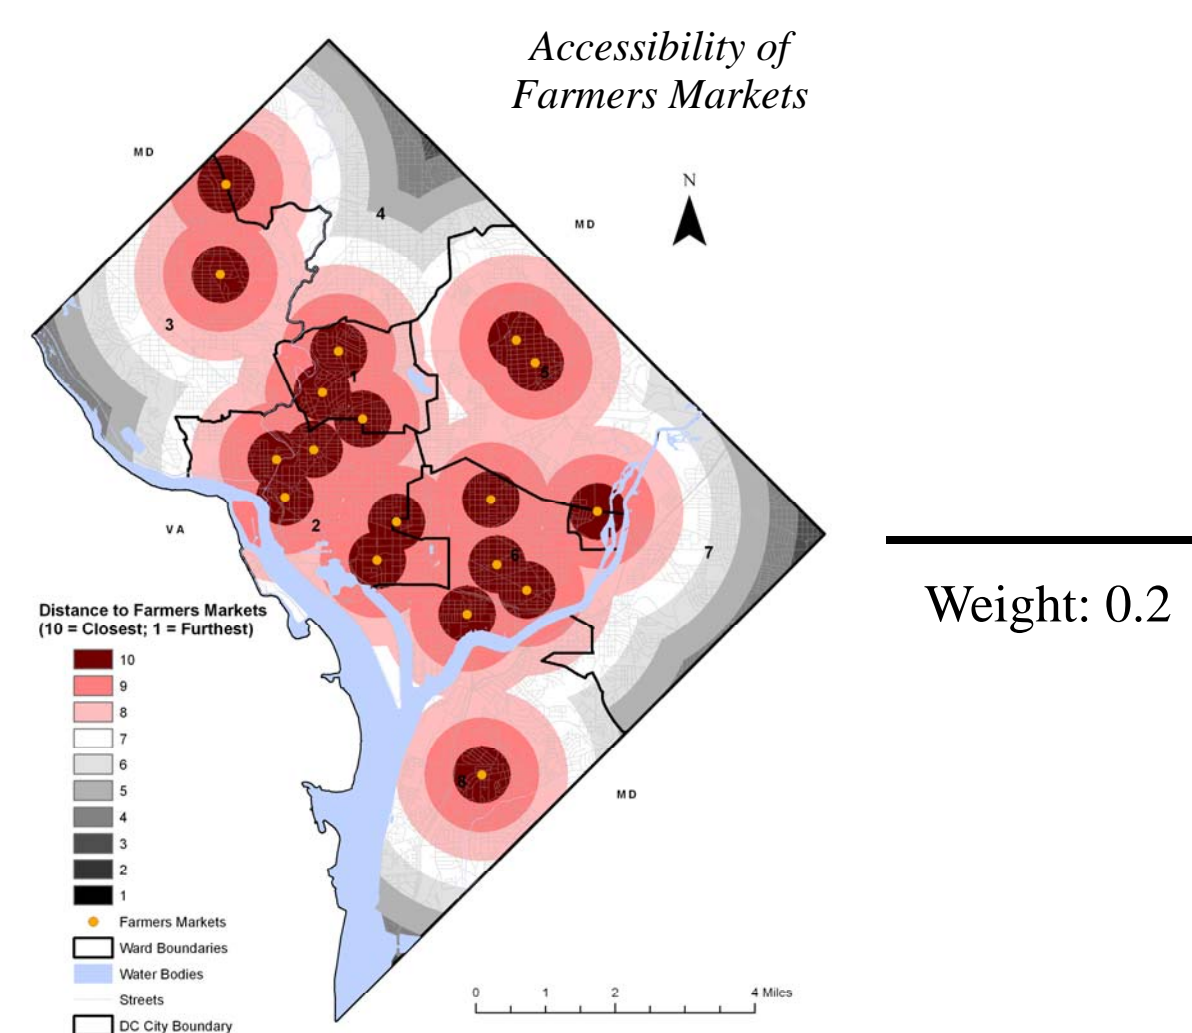 Accessibility of
Farmers Markets
MD
N
4
MD
3
1
5
VA
2
6
7
Weight: 0.2
Distance to Farmers Markets
(10 = Closest; 1 = Furthest)
10
9
8
7
6
5
4
3
2
1
Farmers Markets
Ward Boundaries
Water Bodies
Streets
DC City Boundary
8
MD
0 1 2 4 Miles